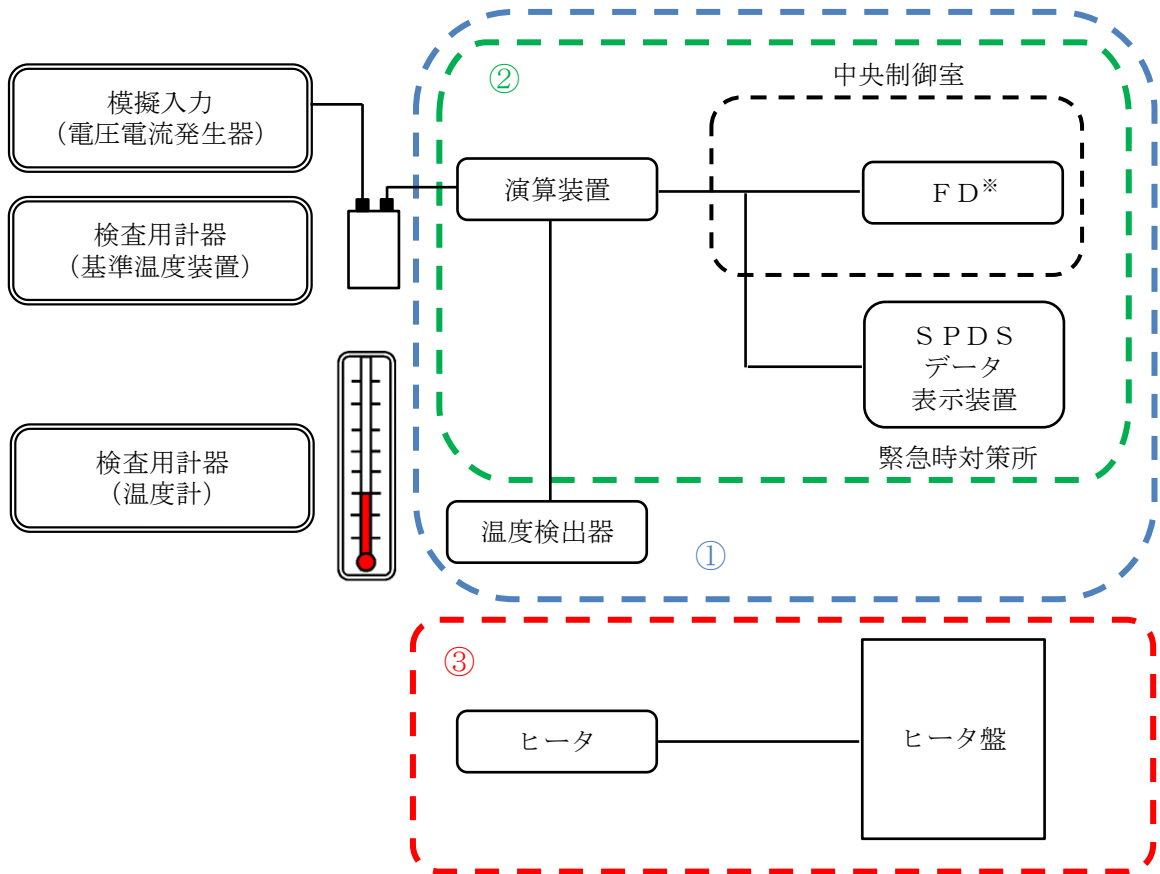 模擬入力
（電圧電流発生器）
検査用計器
（基準温度装置）
検査用計器
（温度計）
②
中央制御室
演算装置
ＦＤ※
ＳＰＤＳ
データ
表示装置
緊急時対策所
温度検出器
①
③
ヒータ
ヒータ盤